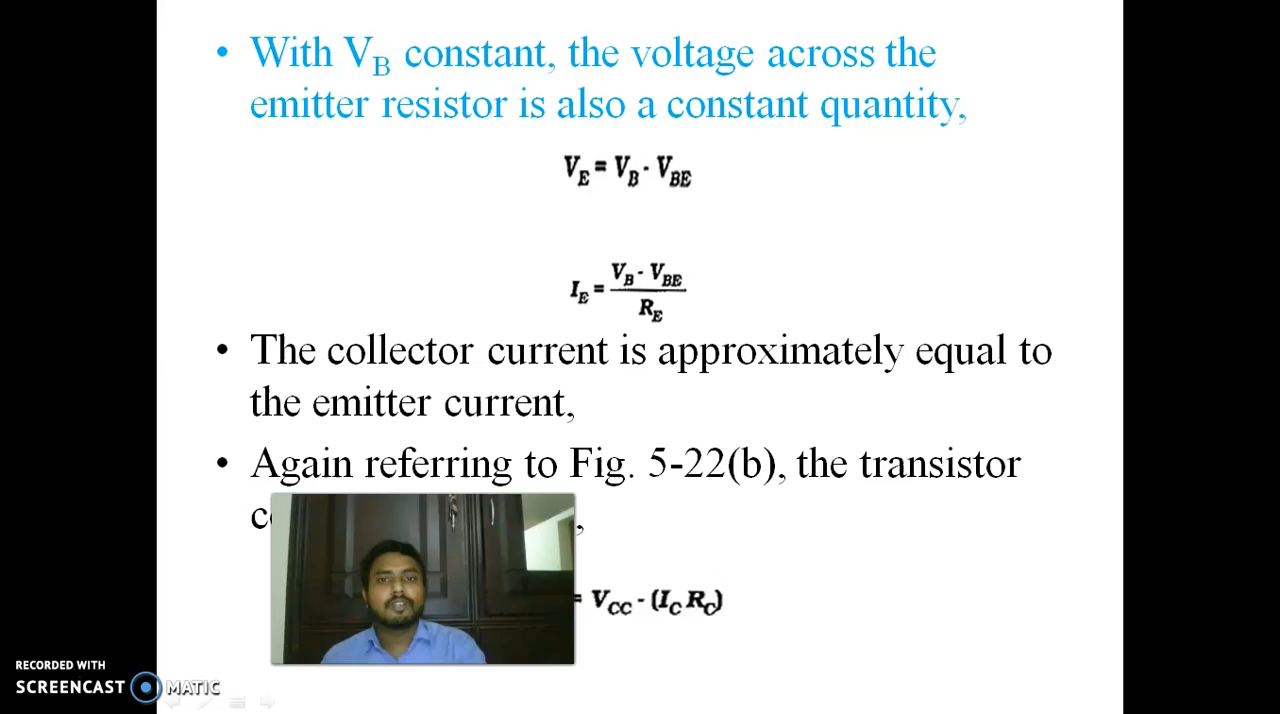 • With V_B constant, the voltage across the
emitter resistor is also a constant quantity,
V_E = V_B - V_BE
I_E = (V_B - V_BE) / R_E
• The collector current is approximately equal to
the emitter current,
• Again referring to Fig. 5-22(b), the transistor
,
= V_CC - (I_C R_C)
RECORDED WITH
SCREENCAST MATIC